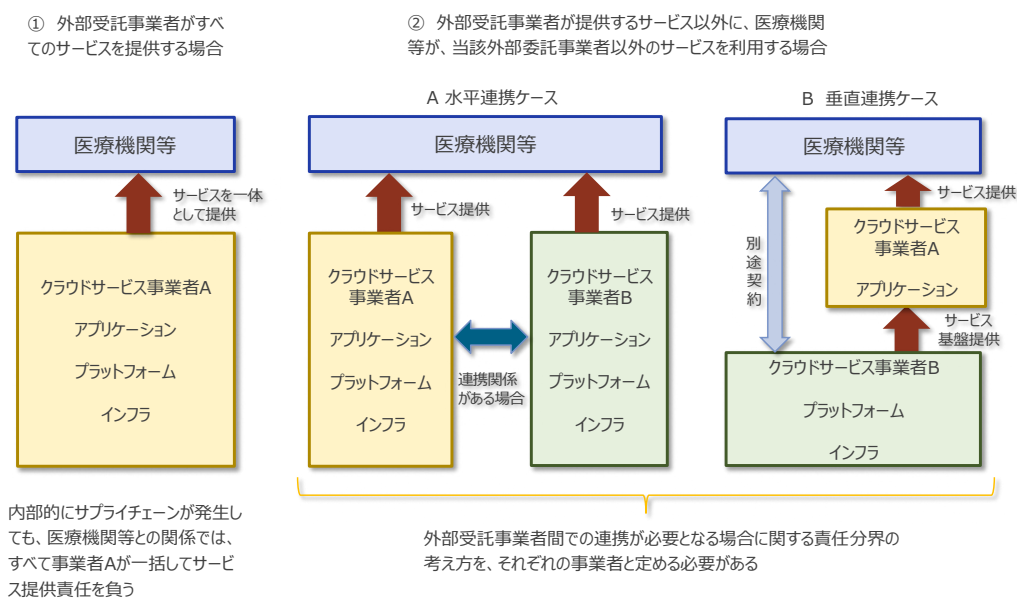 ① 外部受託事業者がすべ
てのサービスを提供する場合
② 外部受託事業者が提供するサービス以外に、医療機関
等が、当該外部委託事業者以外のサービスを利用する場合
A 水平連携ケース
B 垂直連携ケース
医療機関等
サービスを一体
として提供
クラウドサービス事業者A
アプリケーション
プラットフォーム
インフラ
内部的にサプライチェーンが発生し
ても、医療機関等との関係では、
すべて事業者Aが一括してサービ
ス提供責任を負う
医療機関等
サービス提供
サービス提供
クラウドサービス
事業者A
アプリケーション
プラットフォーム
インフラ
連携関係
がある場合
クラウドサービス
事業者B
アプリケーション
プラットフォーム
インフラ
医療機関等
サービス提供
別途契約
クラウドサービス
事業者A
アプリケーション
サービス
基盤提供
クラウドサービス事業者B
プラットフォーム
インフラ
外部受託事業者間での連携が必要となる場合に関する責任分界の
考え方を、それぞれの事業者と定める必要がある